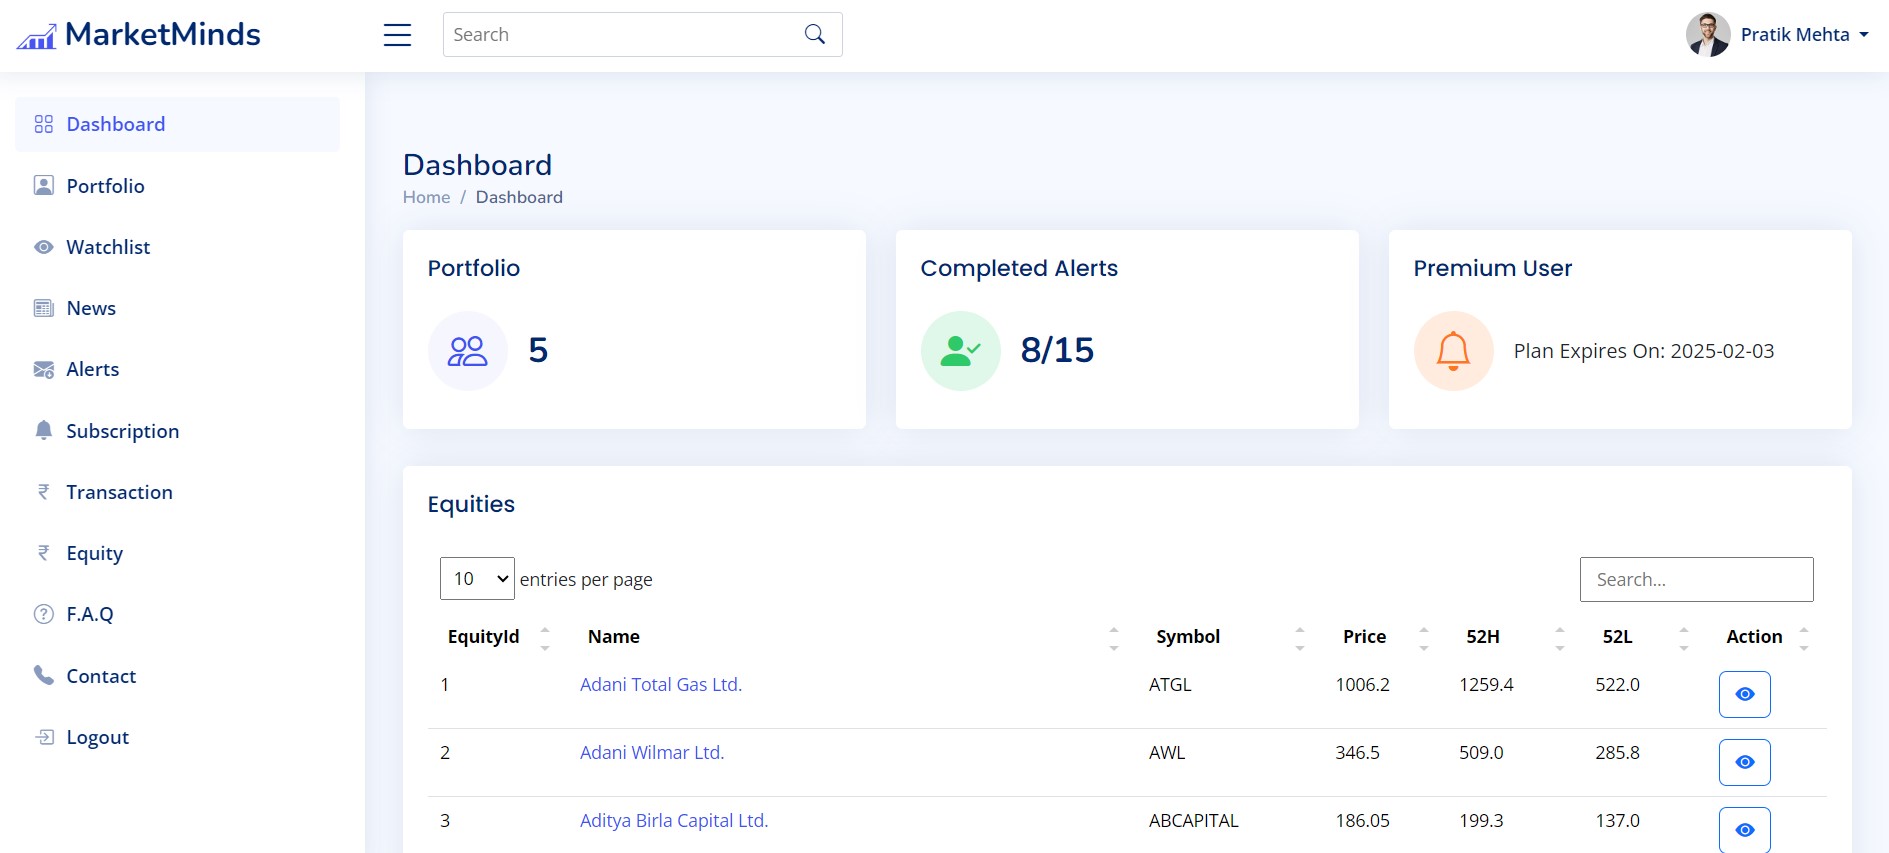 MarketMinds
Search
Pratik Mehta
Dashboard
Portfolio
Watchlist
News
Alerts
Subscription
₹ Transaction
₹ Equity
F.A.Q
Contact
Logout
Dashboard
Home / Dashboard
Portfolio
5
Completed Alerts
8/15
Premium User
Plan Expires On: 2025-02-03
Equities
10 entries per page
Search...
EquityId Name Symbol Price 52H 52L Action
1 Adani Total Gas Ltd. ATGL 1006.2 1259.4 522.0
2 Adani Wilmar Ltd. AWL 346.5 509.0 285.8
3 Aditya Birla Capital Ltd. ABCAPITAL 186.05 199.3 137.0